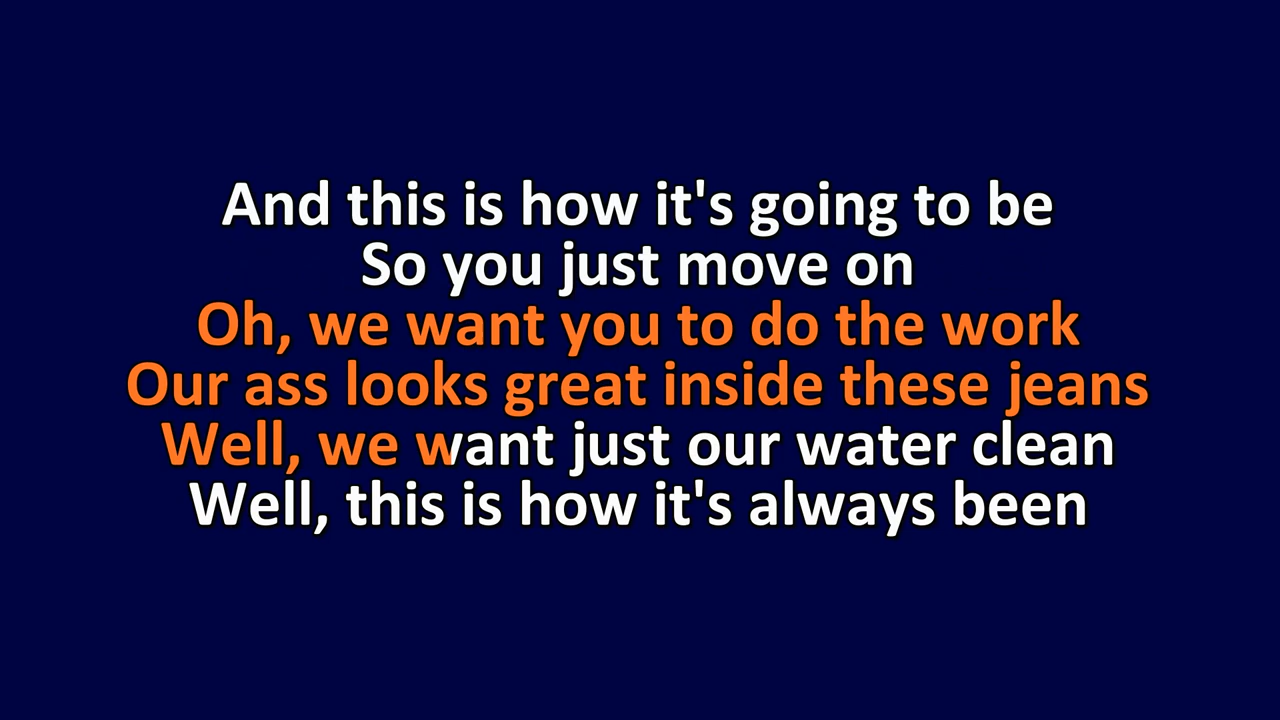 And this is how it's going to be
So you just move on
Oh, we want you to do the work
Our ass looks great inside these jeans
Well, we want just our water clean
Well, this is how it's always been